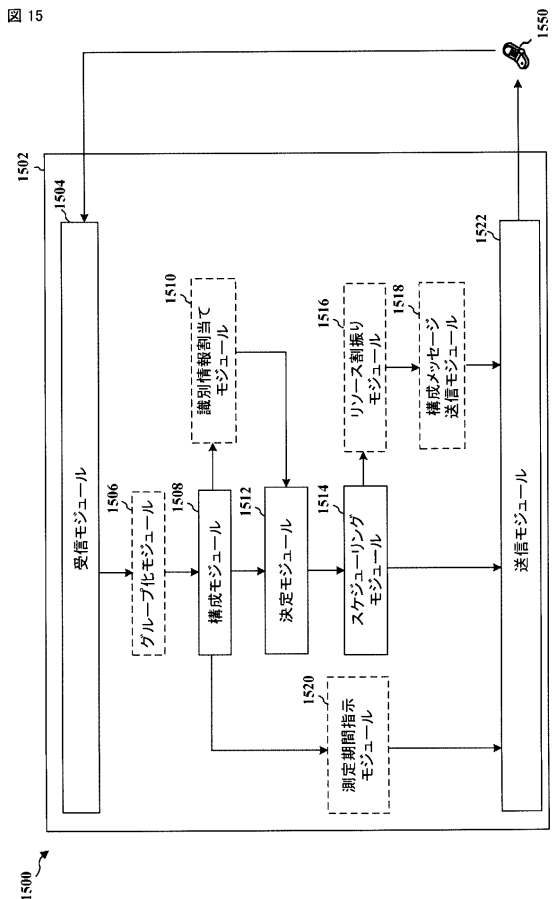 図 15
1500
1502
1504
受信モジュール
1506
グループ化モジュール
1508
構成モジュール
1510
識別情報割当て
モジュール
1512
決定モジュール
1514
スケジューリング
モジュール
1516
リソース割振り
モジュール
1518
構成メッセージ
送信モジュール
1520
測定期間指示
モジュール
1522
送信モジュール
1550